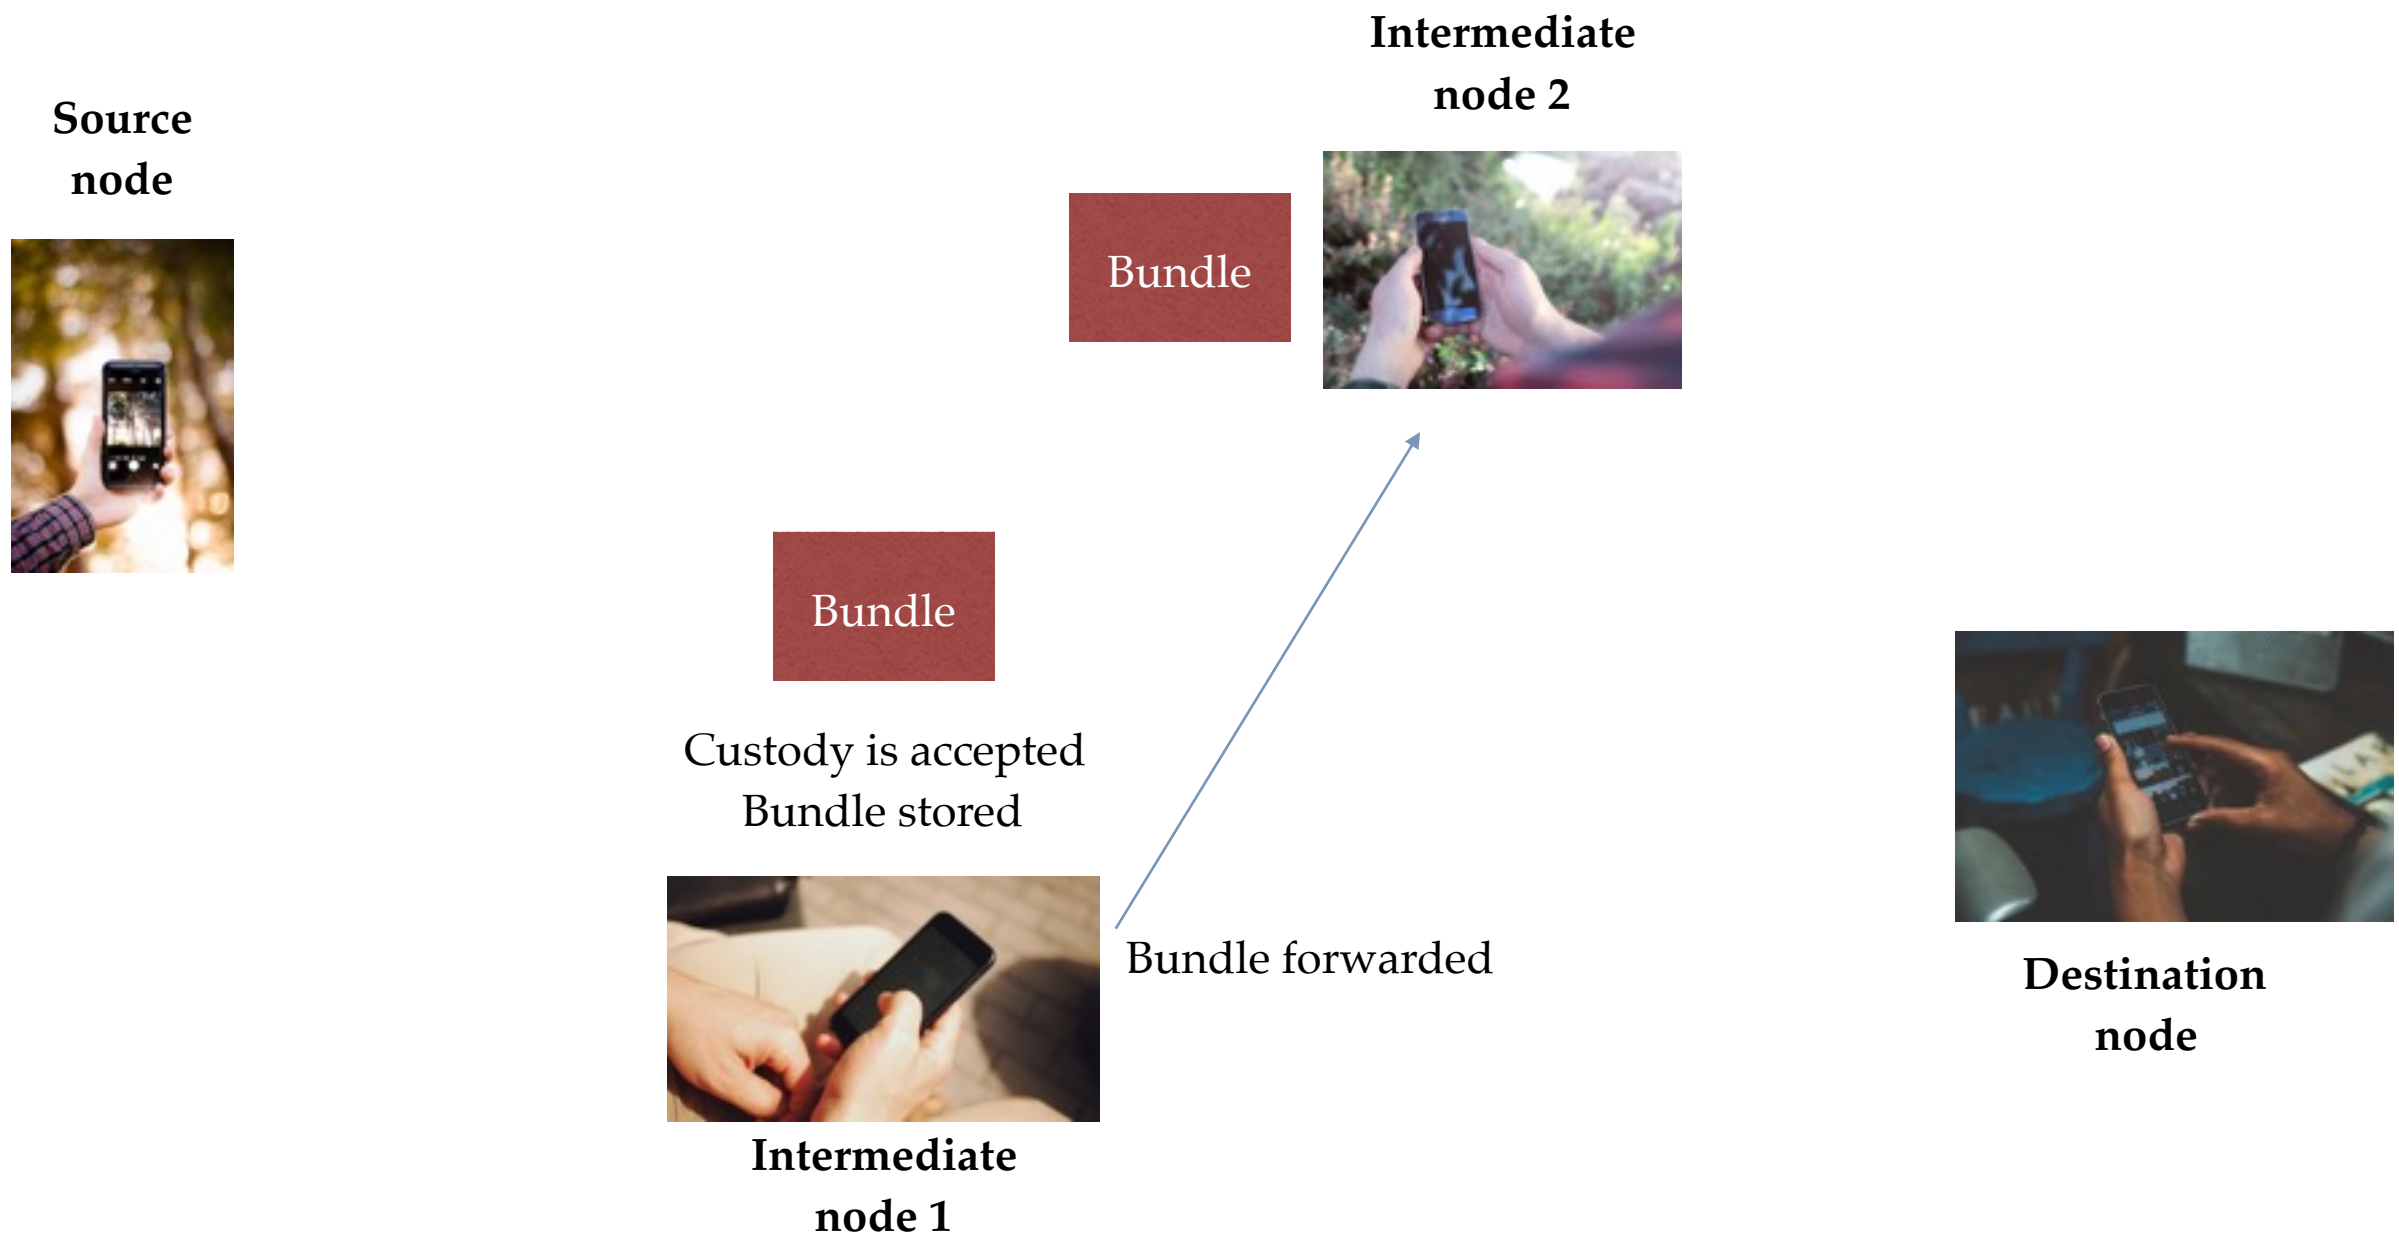 Intermediate
node 2
Source
node
Bundle
Bundle
Custody is accepted
Bundle stored
Bundle forwarded
Destination
node
Intermediate
node 1